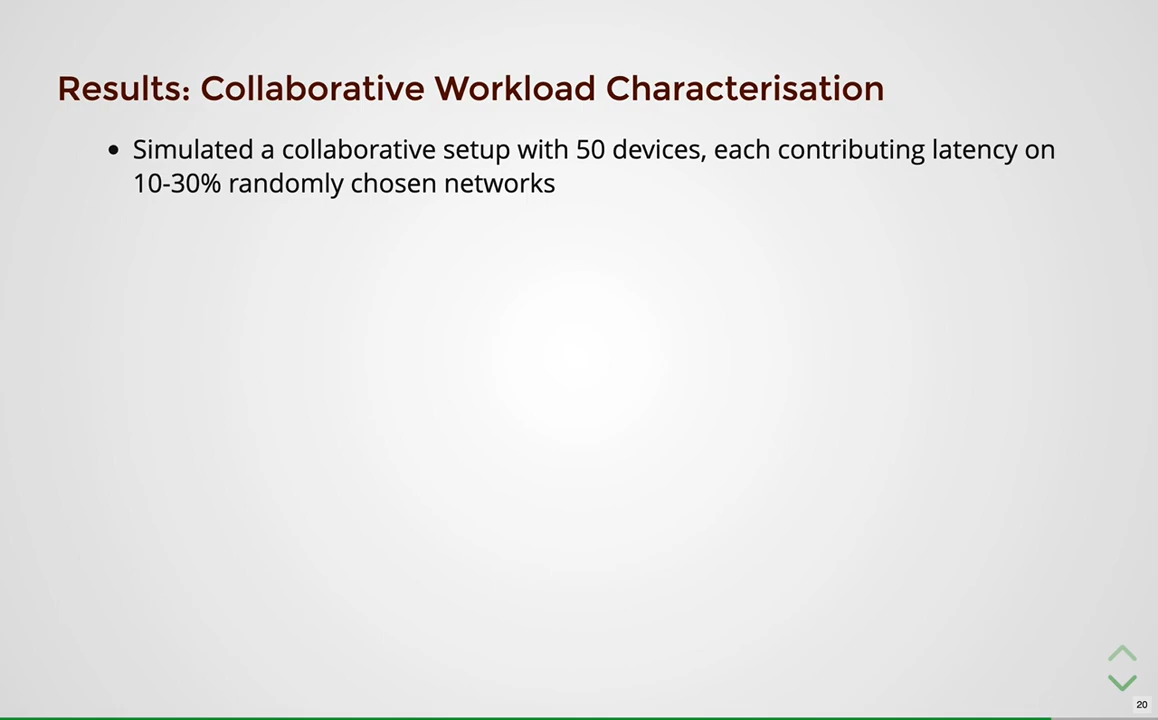 Results: Collaborative Workload Characterisation
• Simulated a collaborative setup with 50 devices, each contributing latency on
10-30% randomly chosen networks
20